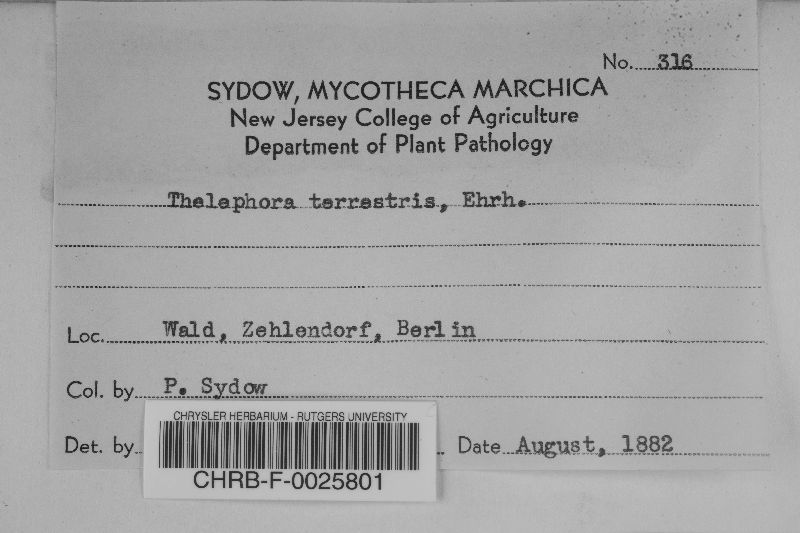 No. 316
SYDOW, MYCOTHECA MARCHICA
New Jersey College of Agriculture
Department of Plant Pathology
Thelephora terrestris, Ehrh.
Loc. Wald, Zehlendorf, Berlin
Col. by P. Sydow
Det. by Date August, 1882
CHRYSLER HERBARIUM - RUTGERS UNIVERSITY
CHRB-F-0025801